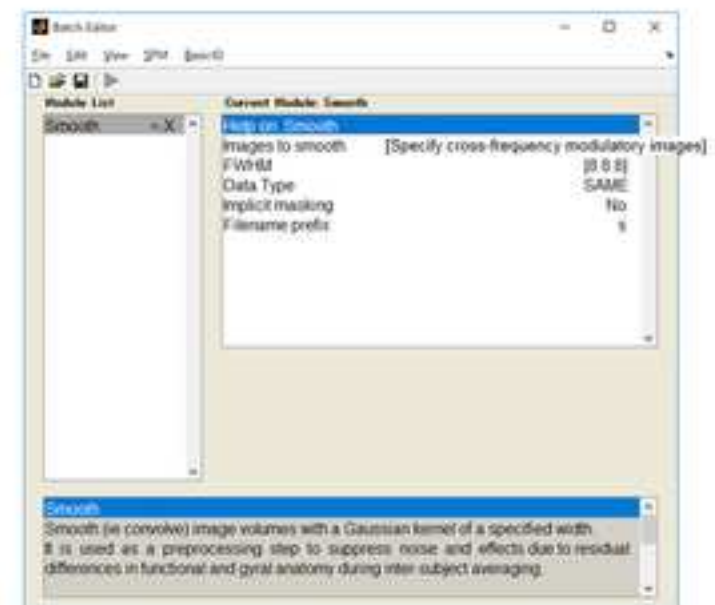 Batch Editor
File Edit View SPM BasicIO
Module List
Current Module: Smooth
Smooth <-X
Help on: Smooth
Images to smooth [Specify cross-frequency modulatory images]
FWHM [8 8 8]
Data Type SAME
Implicit masking No
Filename prefix s
Smooth
Smooth (ie convolve) image volumes with a Gaussian kernel of a specified width.
It is used as a preprocessing step to suppress noise and effects due to residual
differences in functional and gyral anatomy during inter-subject averaging.